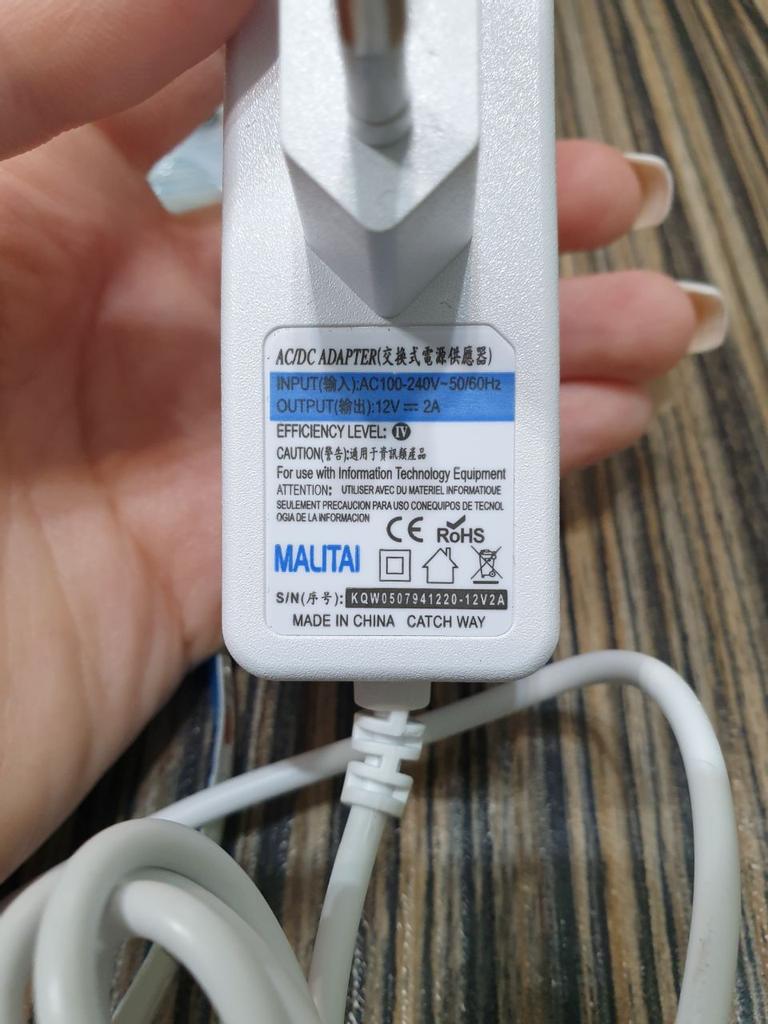 AC/DC ADAPTER(交换式電源供應器)
INPUT(输入):AC100-240V~50/60Hz
OUTPUT(输出):12V ⎓ 2A
EFFICIENCY LEVEL: IV
CAUTION(警告):適用于資訊類產品
For use with Information Technology Equipment
ATTENTION: UTILISER AVEC DU MATERIEL INFORMATIQUE
SEULEMENT PRECAUCION PARA USO CONEQUIPOS DE TECNOL
OGIA DE LA INFORMACION
CE RoHS
MALITAI
S/N(序号): KQW0507941220-12V2A
MADE IN CHINA CATCH WAY